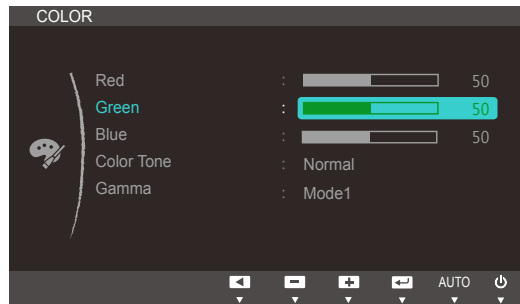 COLOR
Red : 50
Green : 50
Blue : 50
Color Tone : Normal
Gamma : Mode1
AUTO